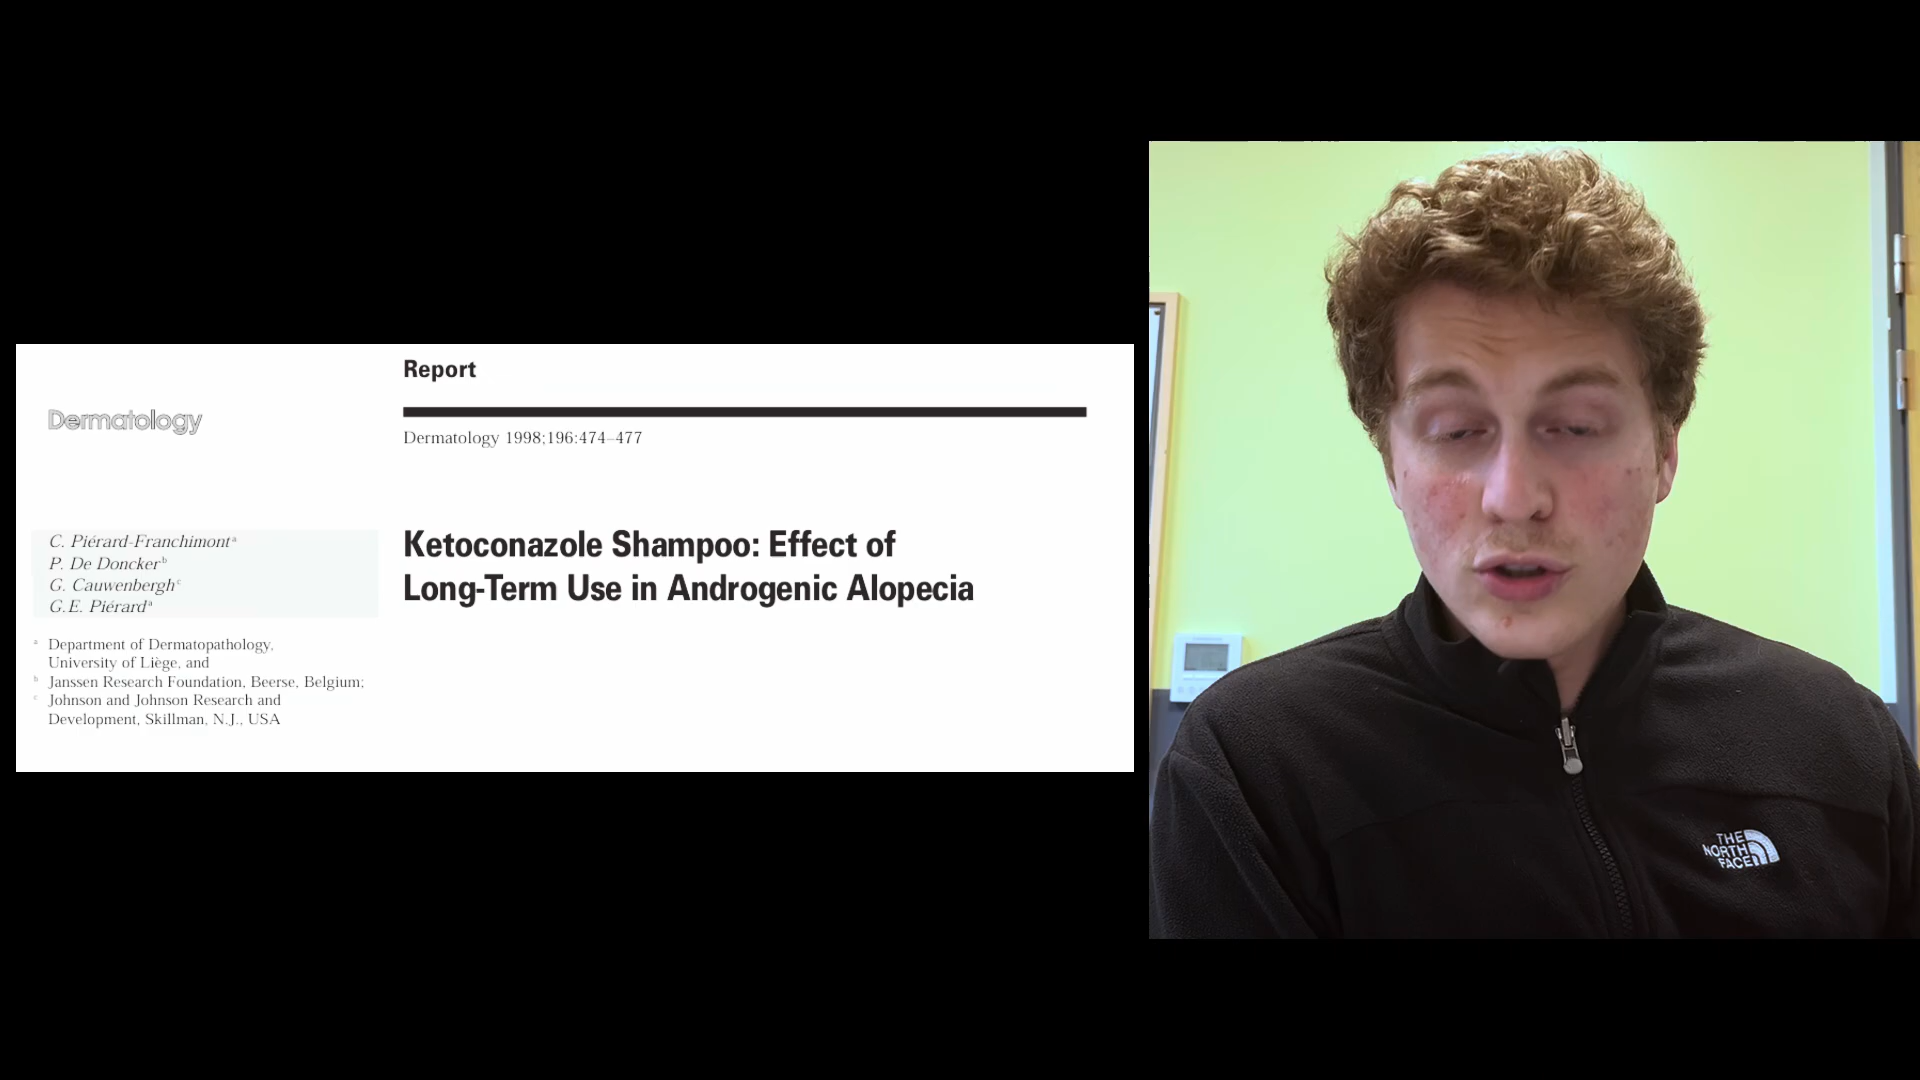 Report
Dermatology
Dermatology 1998;196:474–477
C. Piérard-Franchimont a
P. De Doncker b
G. Cauwenbergh c
G.E. Piérard a
Ketoconazole Shampoo: Effect of
Long-Term Use in Androgenic Alopecia
a Department of Dermatopathology,
University of Liège, and
b Janssen Research Foundation, Beerse, Belgium;
c Johnson and Johnson Research and
Development, Skillman, N.J., USA
THE
NORTH
FACE